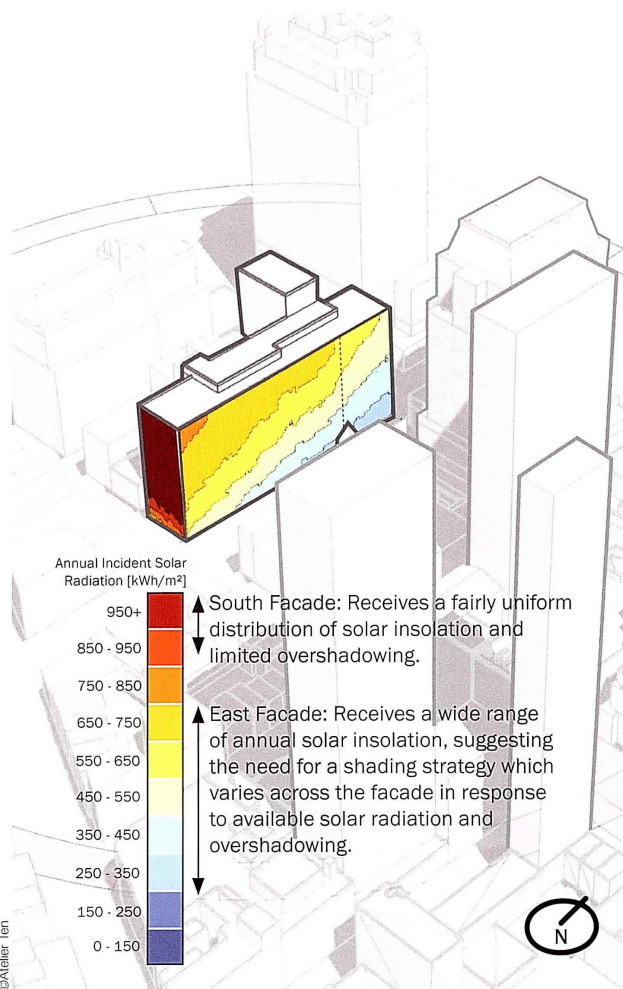 Annual Incident Solar
Radiation [kWh/m²]
950+
850 - 950
750 - 850
650 - 750
550 - 650
450 - 550
350 - 450
250 - 350
150 - 250
0 - 150
South Facade: Receives a fairly uniform
distribution of solar insolation and
limited overshadowing.
East Facade: Receives a wide range
of annual solar insolation, suggesting
the need for a shading strategy which
varies across the facade in response
to available solar radiation and
overshadowing.
N
©Atelier Ten